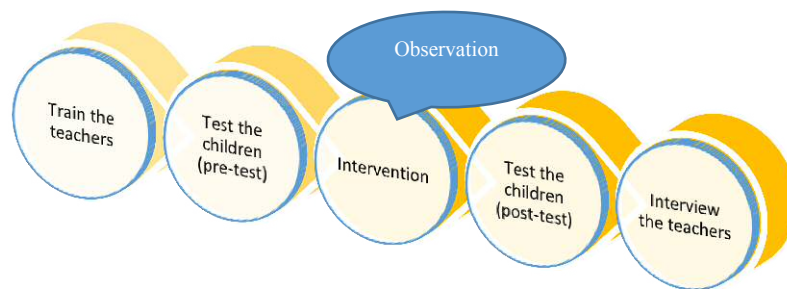 Observation
Train the
teachers
Test the
children
(pre-test)
Intervention
Test the
children
(post-test)
Interview
the teachers